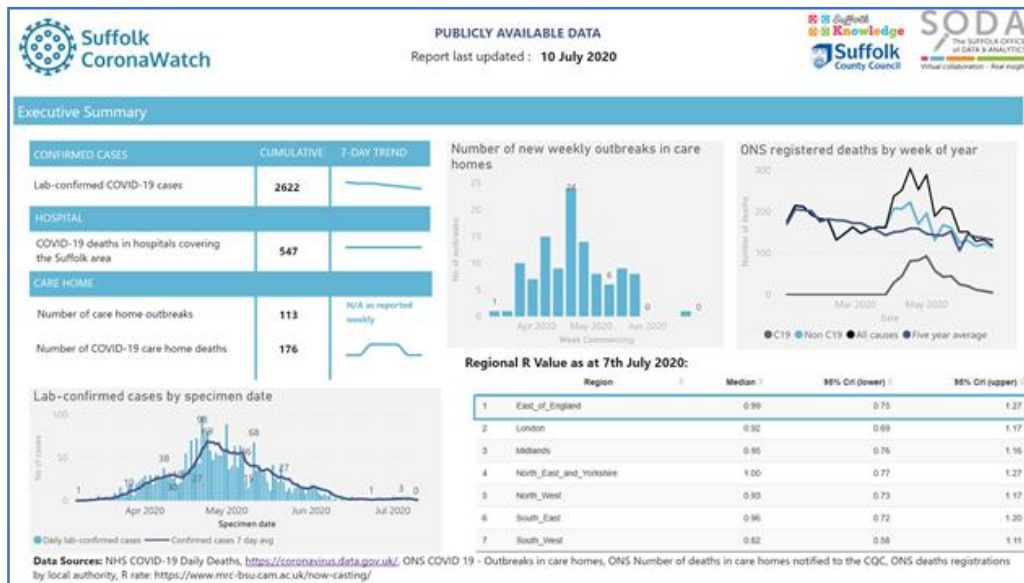 Suffolk
CoronaWatch
PUBLICLY AVAILABLE DATA
Report last updated : 10 July 2020
Suffolk
Knowledge
Suffolk
County Council
SODA
The SUFFOLK OFFICE
of DATA & ANALYTICS
Virtual collaboration - Real insight
Executive Summary
CONFIRMED CASES CUMULATIVE 7-DAY TREND
Lab-confirmed COVID-19 cases 2622
HOSPITAL
COVID-19 deaths in hospitals covering
the Suffolk area 547
CARE HOME
Number of care home outbreaks 113 N/A as reported
weekly
Number of COVID-19 care home deaths 176
Number of new weekly outbreaks in care
homes
No. of outbreaks
25
20
15
10
5
0
1 24 6 0 0
Apr 2020 May 2020 Jun 2020
Week Commencing
ONS registered deaths by week of year
Number of deaths
300
200
100
0
Mar 2020 May 2020
Date
C19 Non C19 All causes Five year average
Lab-confirmed cases by specimen date
No of cases
100
50
0
1 10 38 30 27 98 69 68 27 1 3 0
Apr 2020 May 2020 Jun 2020 Jul 2020
Specimen date
Daily lab-confirmed cases Confirmed cases 7 day avg
Regional R Value as at 7th July 2020:
Region Median 95% CrI (lower) 95% CrI (upper)
1 East_of_England 0.99 0.75 1.27
2 London 0.92 0.69 1.17
3 Midlands 0.95 0.76 1.16
4 North_East_and_Yorkshire 1.00 0.77 1.27
5 North_West 0.93 0.73 1.17
6 South_East 0.96 0.72 1.20
7 South_West 0.82 0.58 1.11
Data Sources: NHS COVID-19 Daily Deaths, https://coronavirus.data.gov.uk/, ONS COVID 19 - Outbreaks in care homes, ONS Number of deaths in care homes notified to the CQC, ONS deaths registrations
by local authority, R rate: https://www.mrc-bsu.cam.ac.uk/now-casting/